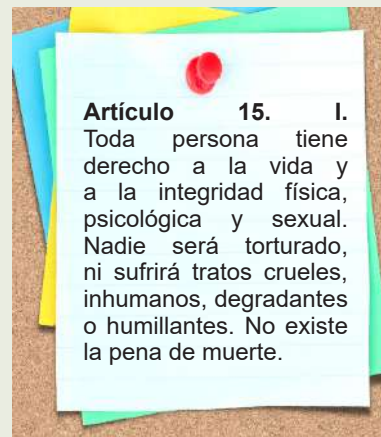 Artículo 15. I.
Toda persona tiene
derecho a la vida y
a la integridad física,
psicológica y sexual.
Nadie será torturado,
ni sufrirá tratos crueles,
inhumanos, degradantes
o humillantes. No existe
la pena de muerte.